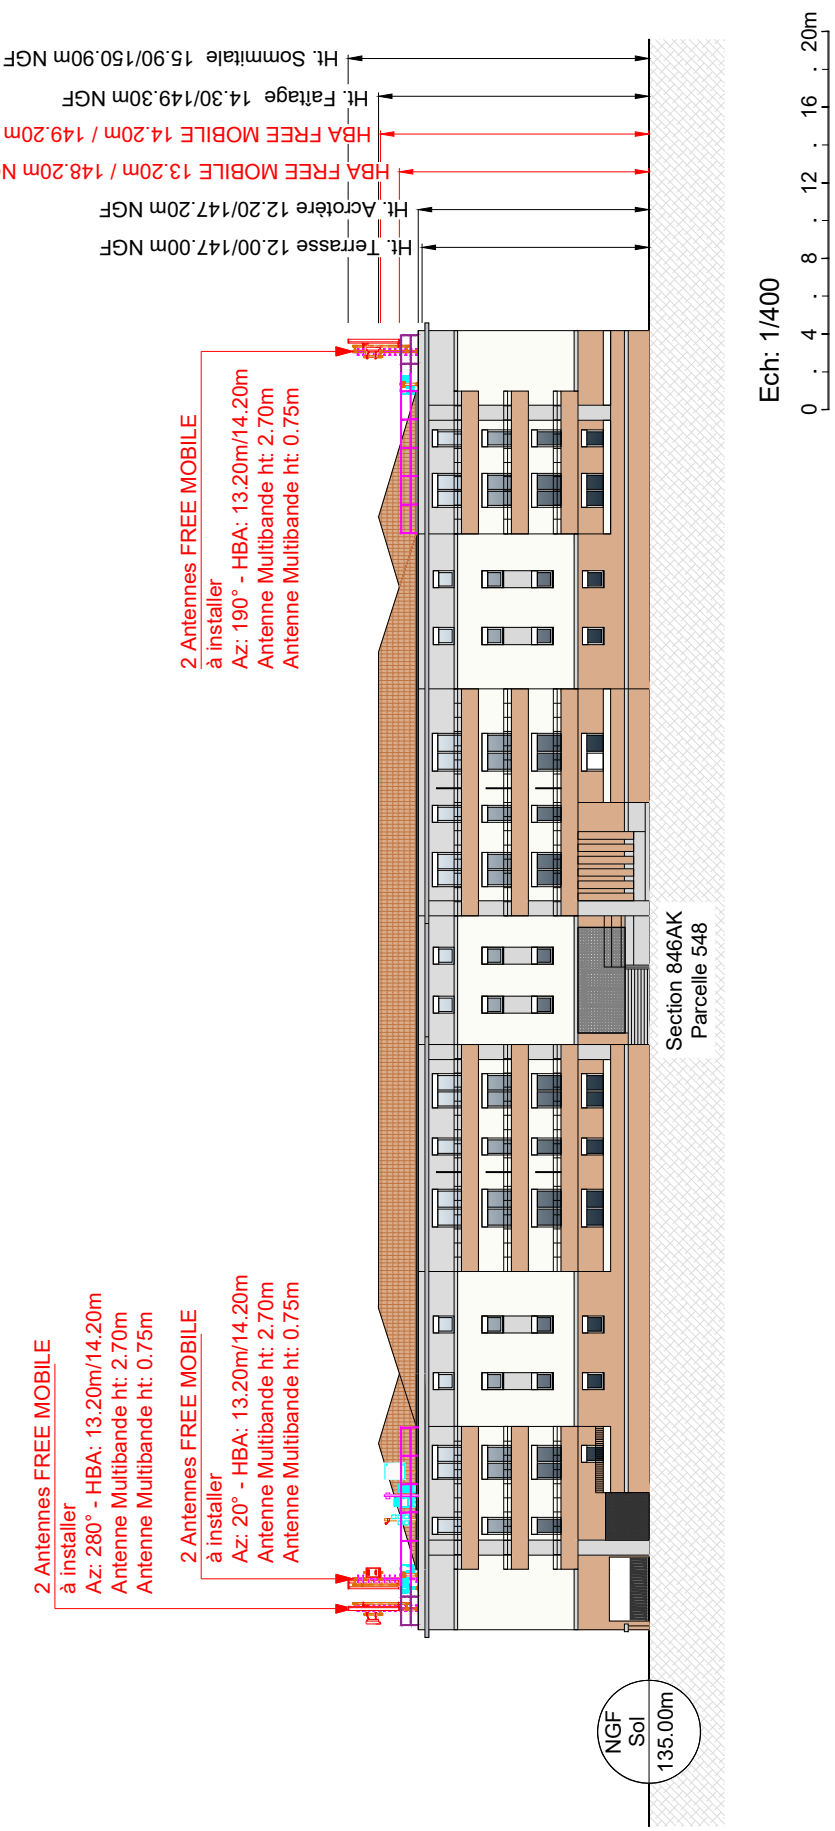 2 Antennes FREE MOBILE
à installer
Az: 280° - HBA: 13.20m/14.20m
Antenne Multibande ht: 2.70m
Antenne Multibande ht: 0.75m
2 Antennes FREE MOBILE
à installer
Az: 20° - HBA: 13.20m/14.20m
Antenne Multibande ht: 2.70m
Antenne Multibande ht: 0.75m
2 Antennes FREE MOBILE
à installer
Az: 190° - HBA: 13.20m/14.20m
Antenne Multibande ht: 2.70m
Antenne Multibande ht: 0.75m
Ht. Sommitale 15.90/150.90m NGF
Ht. Faîtage 14.30/149.30m NGF
HBA FREE MOBILE 14.20m / 149.20m
HBA FREE MOBILE 13.20m / 148.20m
Ht. Acrotère 12.20/147.20m NGF
Ht. Terrasse 12.00/147.00m NGF
NGF
Sol
135.00m
Section 846AK
Parcelle 548
Ech: 1/400
0 4 8 12 16 20m